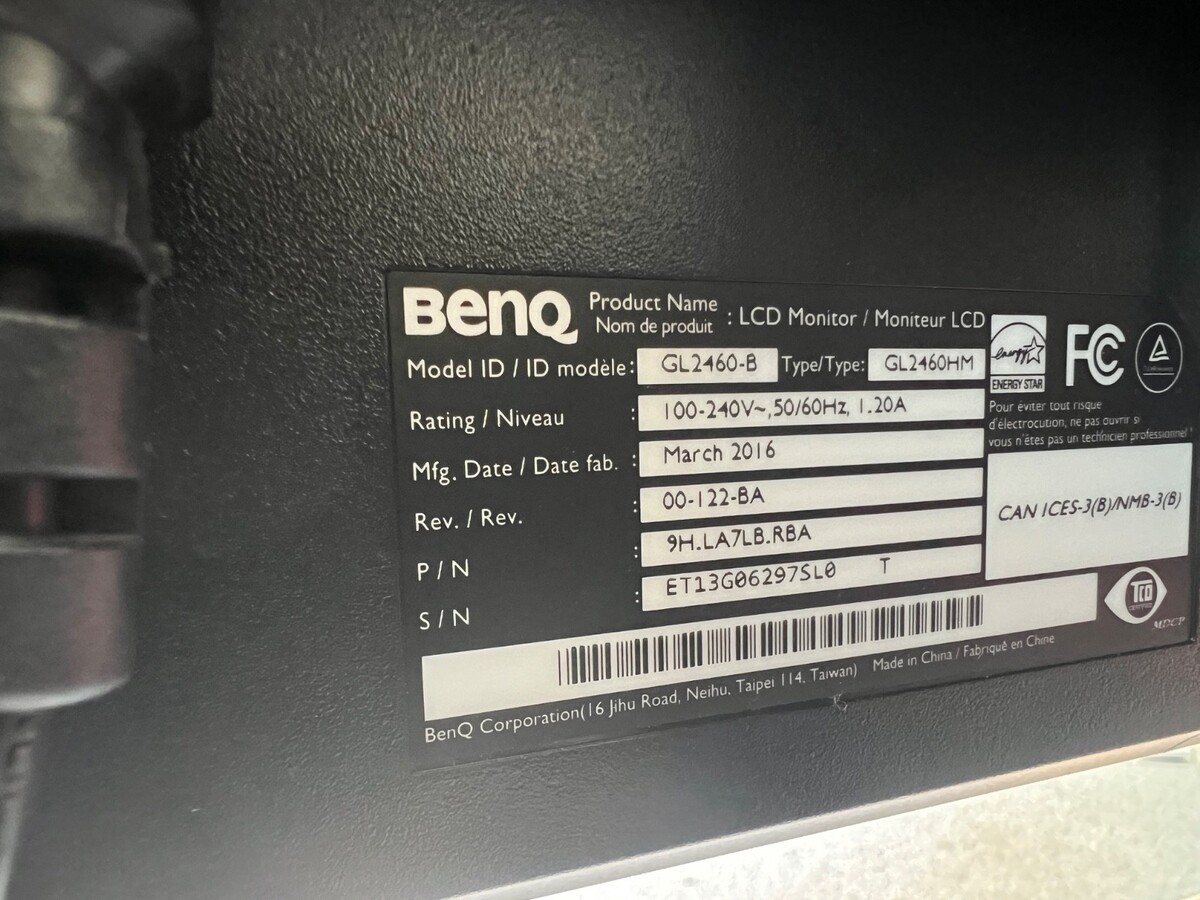 BenQ
Product Name
Nom de produit : LCD Monitor / Moniteur LCD
Model ID / ID modèle: GL2460-B Type/Type: GL2460HM
Rating / Niveau : 100-240V~,50/60Hz, 1.20A
Mfg. Date / Date fab. : March 2016
Rev. / Rev. : 00-122-BA
P / N : 9H.LA7LB.RBA
S / N : ET13G06297SL0 T
energy
ENERGY STAR
FC
Pour éviter tout risque
d'électrocution, ne pas ouvrir si
vous n'êtes pas un technicien professionnel !
CAN ICES-3(B)/NMB-3(B)
TCO
CERTIFIED
MDCP
BenQ Corporation(16 Jihu Road, Neihu, Taipei 114, Taiwan) Made in China / Fabriqué en Chine